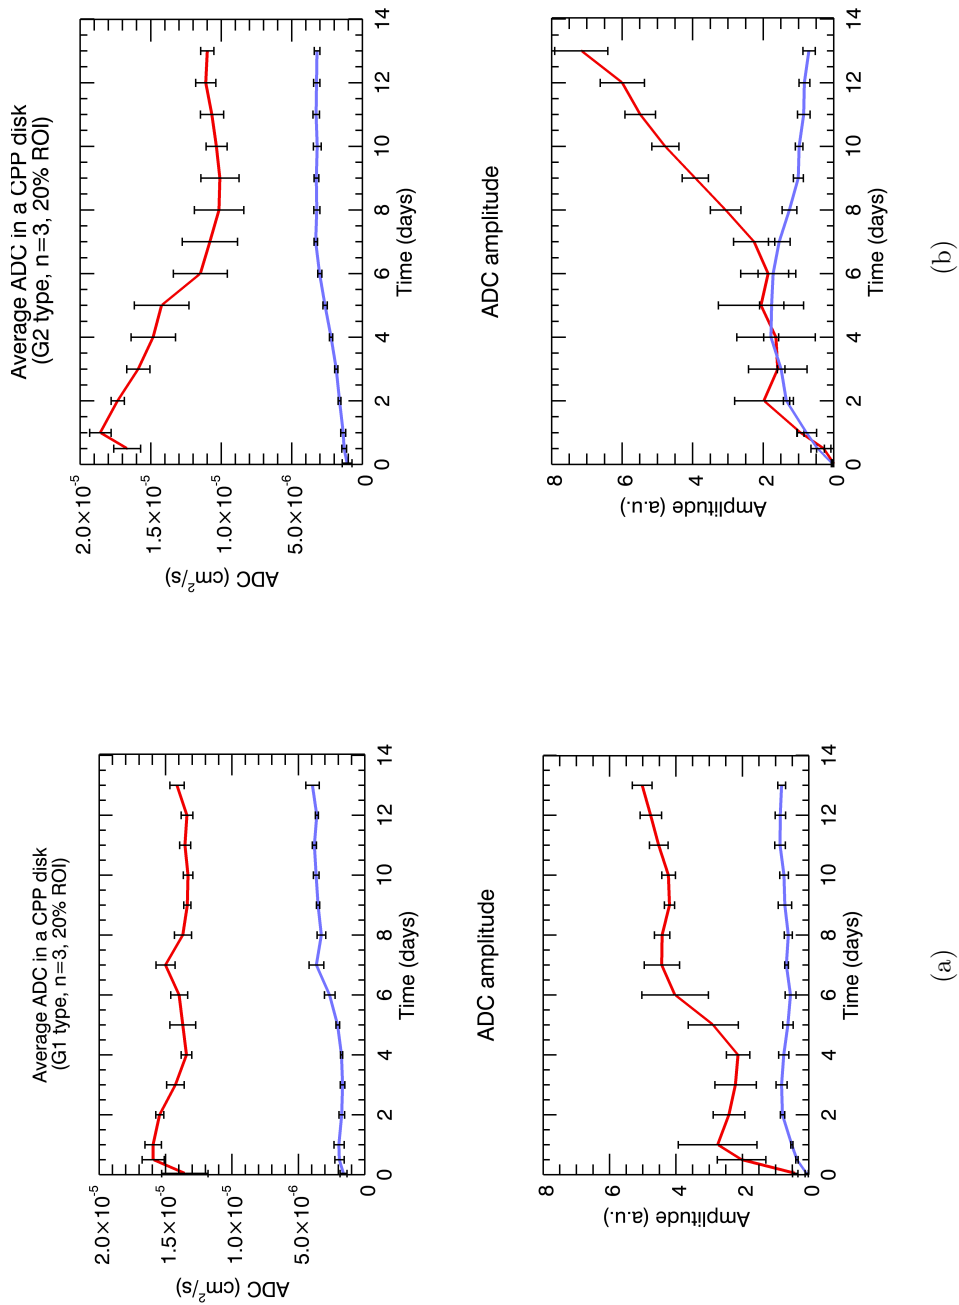 Average ADC in a CPP disk
(G1 type, n=3, 20% ROI)
2.0×10⁻⁵
1.5×10⁻⁵
1.0×10⁻⁵
5.0×10⁻⁶
0
ADC (cm²/s)
0 2 4 6 8 10 12 14
Time (days)
ADC amplitude
8
6
4
2
0
Amplitude (a.u.)
0 2 4 6 8 10 12 14
Time (days)
(a)
Average ADC in a CPP disk
(G2 type, n=3, 20% ROI)
2.0×10⁻⁵
1.5×10⁻⁵
1.0×10⁻⁵
5.0×10⁻⁶
0
ADC (cm²/s)
0 2 4 6 8 10 12 14
Time (days)
ADC amplitude
8
6
4
2
0
Amplitude (a.u.)
0 2 4 6 8 10 12 14
Time (days)
(b)